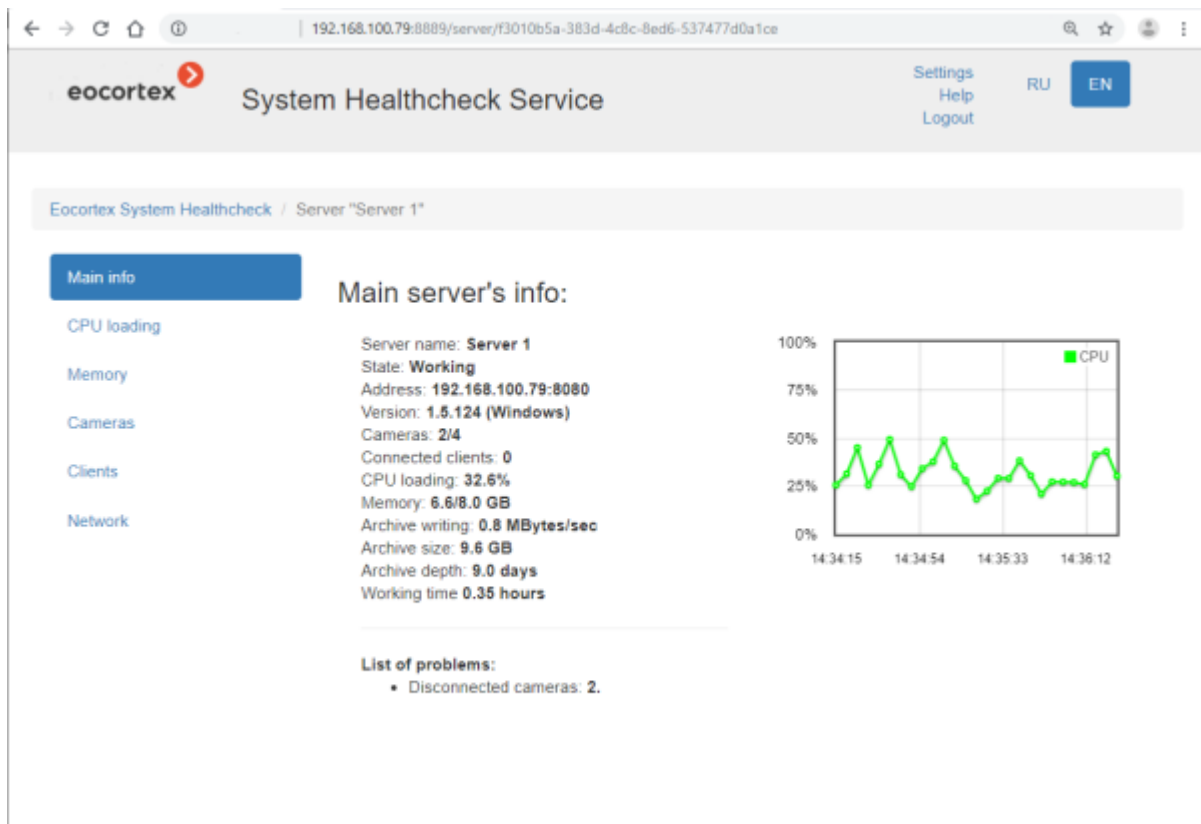 192.168.100.79:8889/server/f3010b5a-383d-4c8c-8ed6-537477d0a1ce
eocortex
System Healthcheck Service
Settings
Help
Logout
RU
EN
Eocortex System Healthcheck / Server "Server 1"
Main info
CPU loading
Memory
Cameras
Clients
Network
Main server's info:
Server name: Server 1
State: Working
Address: 192.168.100.79:8080
Version: 1.5.124 (Windows)
Cameras: 2/4
Connected clients: 0
CPU loading: 32.6%
Memory: 6.6/8.0 GB
Archive writing: 0.8 MBytes/sec
Archive size: 9.6 GB
Archive depth: 9.0 days
Working time 0.35 hours
List of problems:
• Disconnected cameras: 2.
CPU
100%
75%
50%
25%
0%
14:34:15 14:34:54 14:35:33 14:36:12